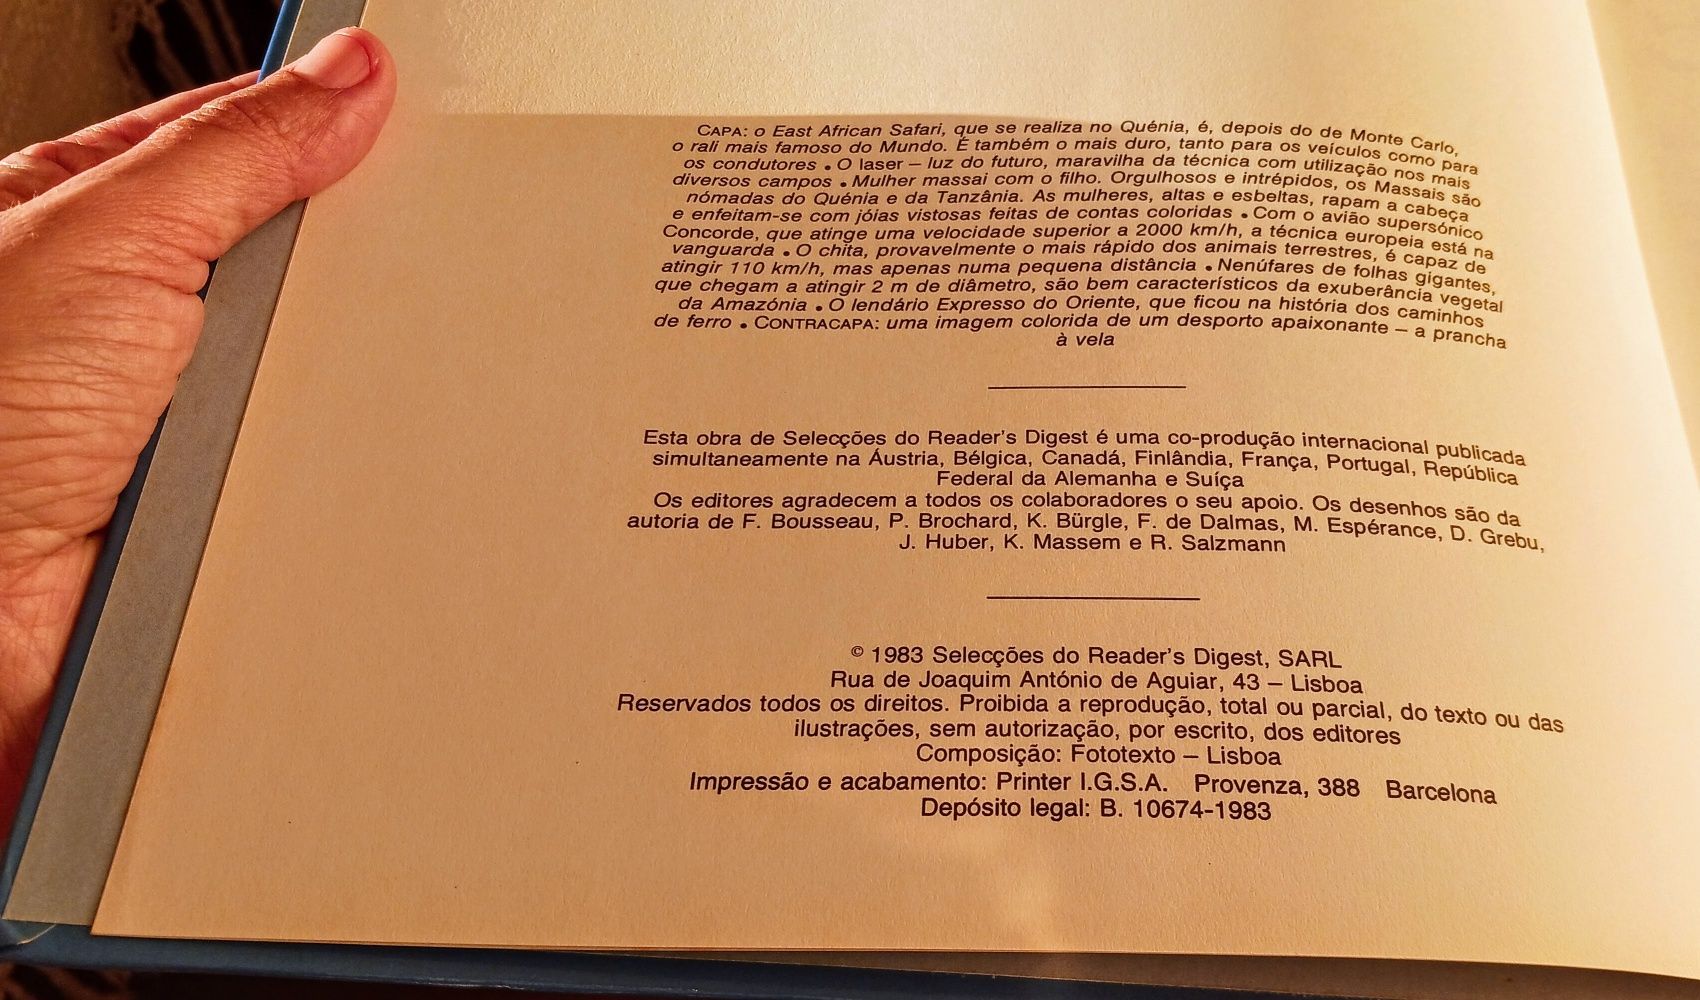 CAPA: o East African Safari, que se realiza no Quénia, é, depois do de Monte Carlo,
o rali mais famoso do Mundo. É também o mais duro, tanto para os veículos como para
os condutores • O laser – luz do futuro, maravilha da técnica com utilização nos mais
diversos campos • Mulher massai com o filho. Orgulhosos e intrépidos, os Massais são
nómadas do Quénia e da Tanzânia. As mulheres, altas e esbeltas, rapam a cabeça
e enfeitam-se com jóias vistosas feitas de contas coloridas • Com o avião supersónico
Concorde, que atinge uma velocidade superior a 2000 km/h, a técnica europeia está na
vanguarda • O chita, provavelmente o mais rápido dos animais terrestres, é capaz de
atingir 110 km/h, mas apenas numa pequena distância • Nenúfares de folhas gigantes,
que chegam a atingir 2 m de diâmetro, são bem característicos da exuberância vegetal
da Amazónia • O lendário Expresso do Oriente, que ficou na história dos caminhos
de ferro • CONTRACAPA: uma imagem colorida de um desporto apaixonante – a prancha
à vela
Esta obra de Selecções do Reader's Digest é uma co-produção internacional publicada
simultaneamente na Áustria, Bélgica, Canadá, Finlândia, França, Portugal, República
Federal da Alemanha e Suíça
Os editores agradecem a todos os colaboradores o seu apoio. Os desenhos são da
autoria de F. Bousseau, P. Brochard, K. Bürgle, F. de Dalmas, M. Espérance, D. Grebu,
J. Huber, K. Massem e R. Salzmann
© 1983 Selecções do Reader's Digest, SARL
Rua de Joaquim António de Aguiar, 43 – Lisboa
Reservados todos os direitos. Proibida a reprodução, total ou parcial, do texto ou das
ilustrações, sem autorização, por escrito, dos editores
Composição: Fototexto – Lisboa
Impressão e acabamento: Printer I.G.S.A. Provenza, 388 Barcelona
Depósito legal: B. 10674-1983